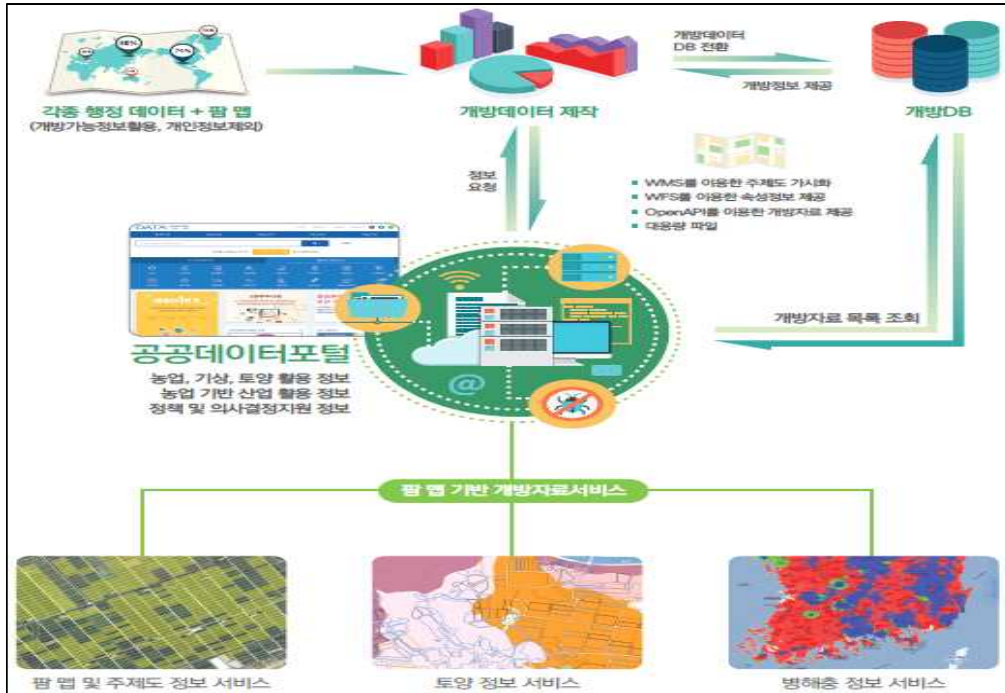 각종 행정 데이터 + 팜 맵
(개방가능정보활용, 개인정보제외)
개방데이터 제작
개방데이터
DB 전환
개방정보 제공
개방DB
정보
요청
▪ WMS를 이용한 주제도 가시화
▪ WFS를 이용한 속성정보 제공
▪ OpenAPI를 이용한 개방자료 제공
▪ 대용량 파일
DATA
개방자료 목록 조회
@
공공데이터포털
농업, 기상, 토양 활용 정보
농업 기반 산업 활용 정보
정책 및 의사결정지원 정보
팜 맵 기반 개방자료서비스
팜 맵 및 주제도 정보 서비스
토양 정보 서비스
병해충 정보 서비스